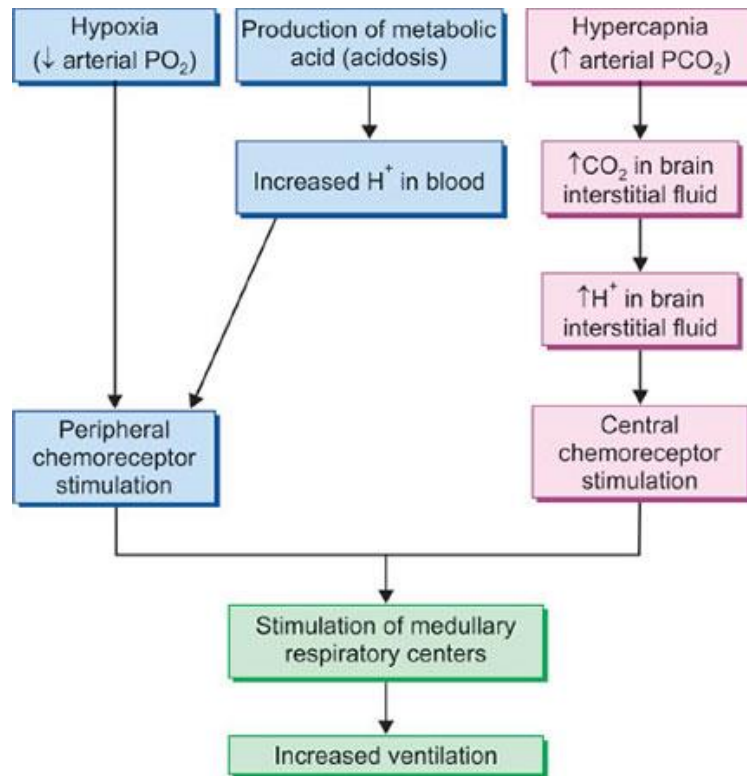 Hypoxia
(↓ arterial PO₂)
Production of metabolic
acid (acidosis)
Hypercapnia
(↑ arterial PCO₂)
Increased H⁺ in blood
↑CO₂ in brain
interstitial fluid
↑H⁺ in brain
interstitial fluid
Peripheral
chemoreceptor
stimulation
Central
chemoreceptor
stimulation
Stimulation of medullary
respiratory centers
Increased ventilation